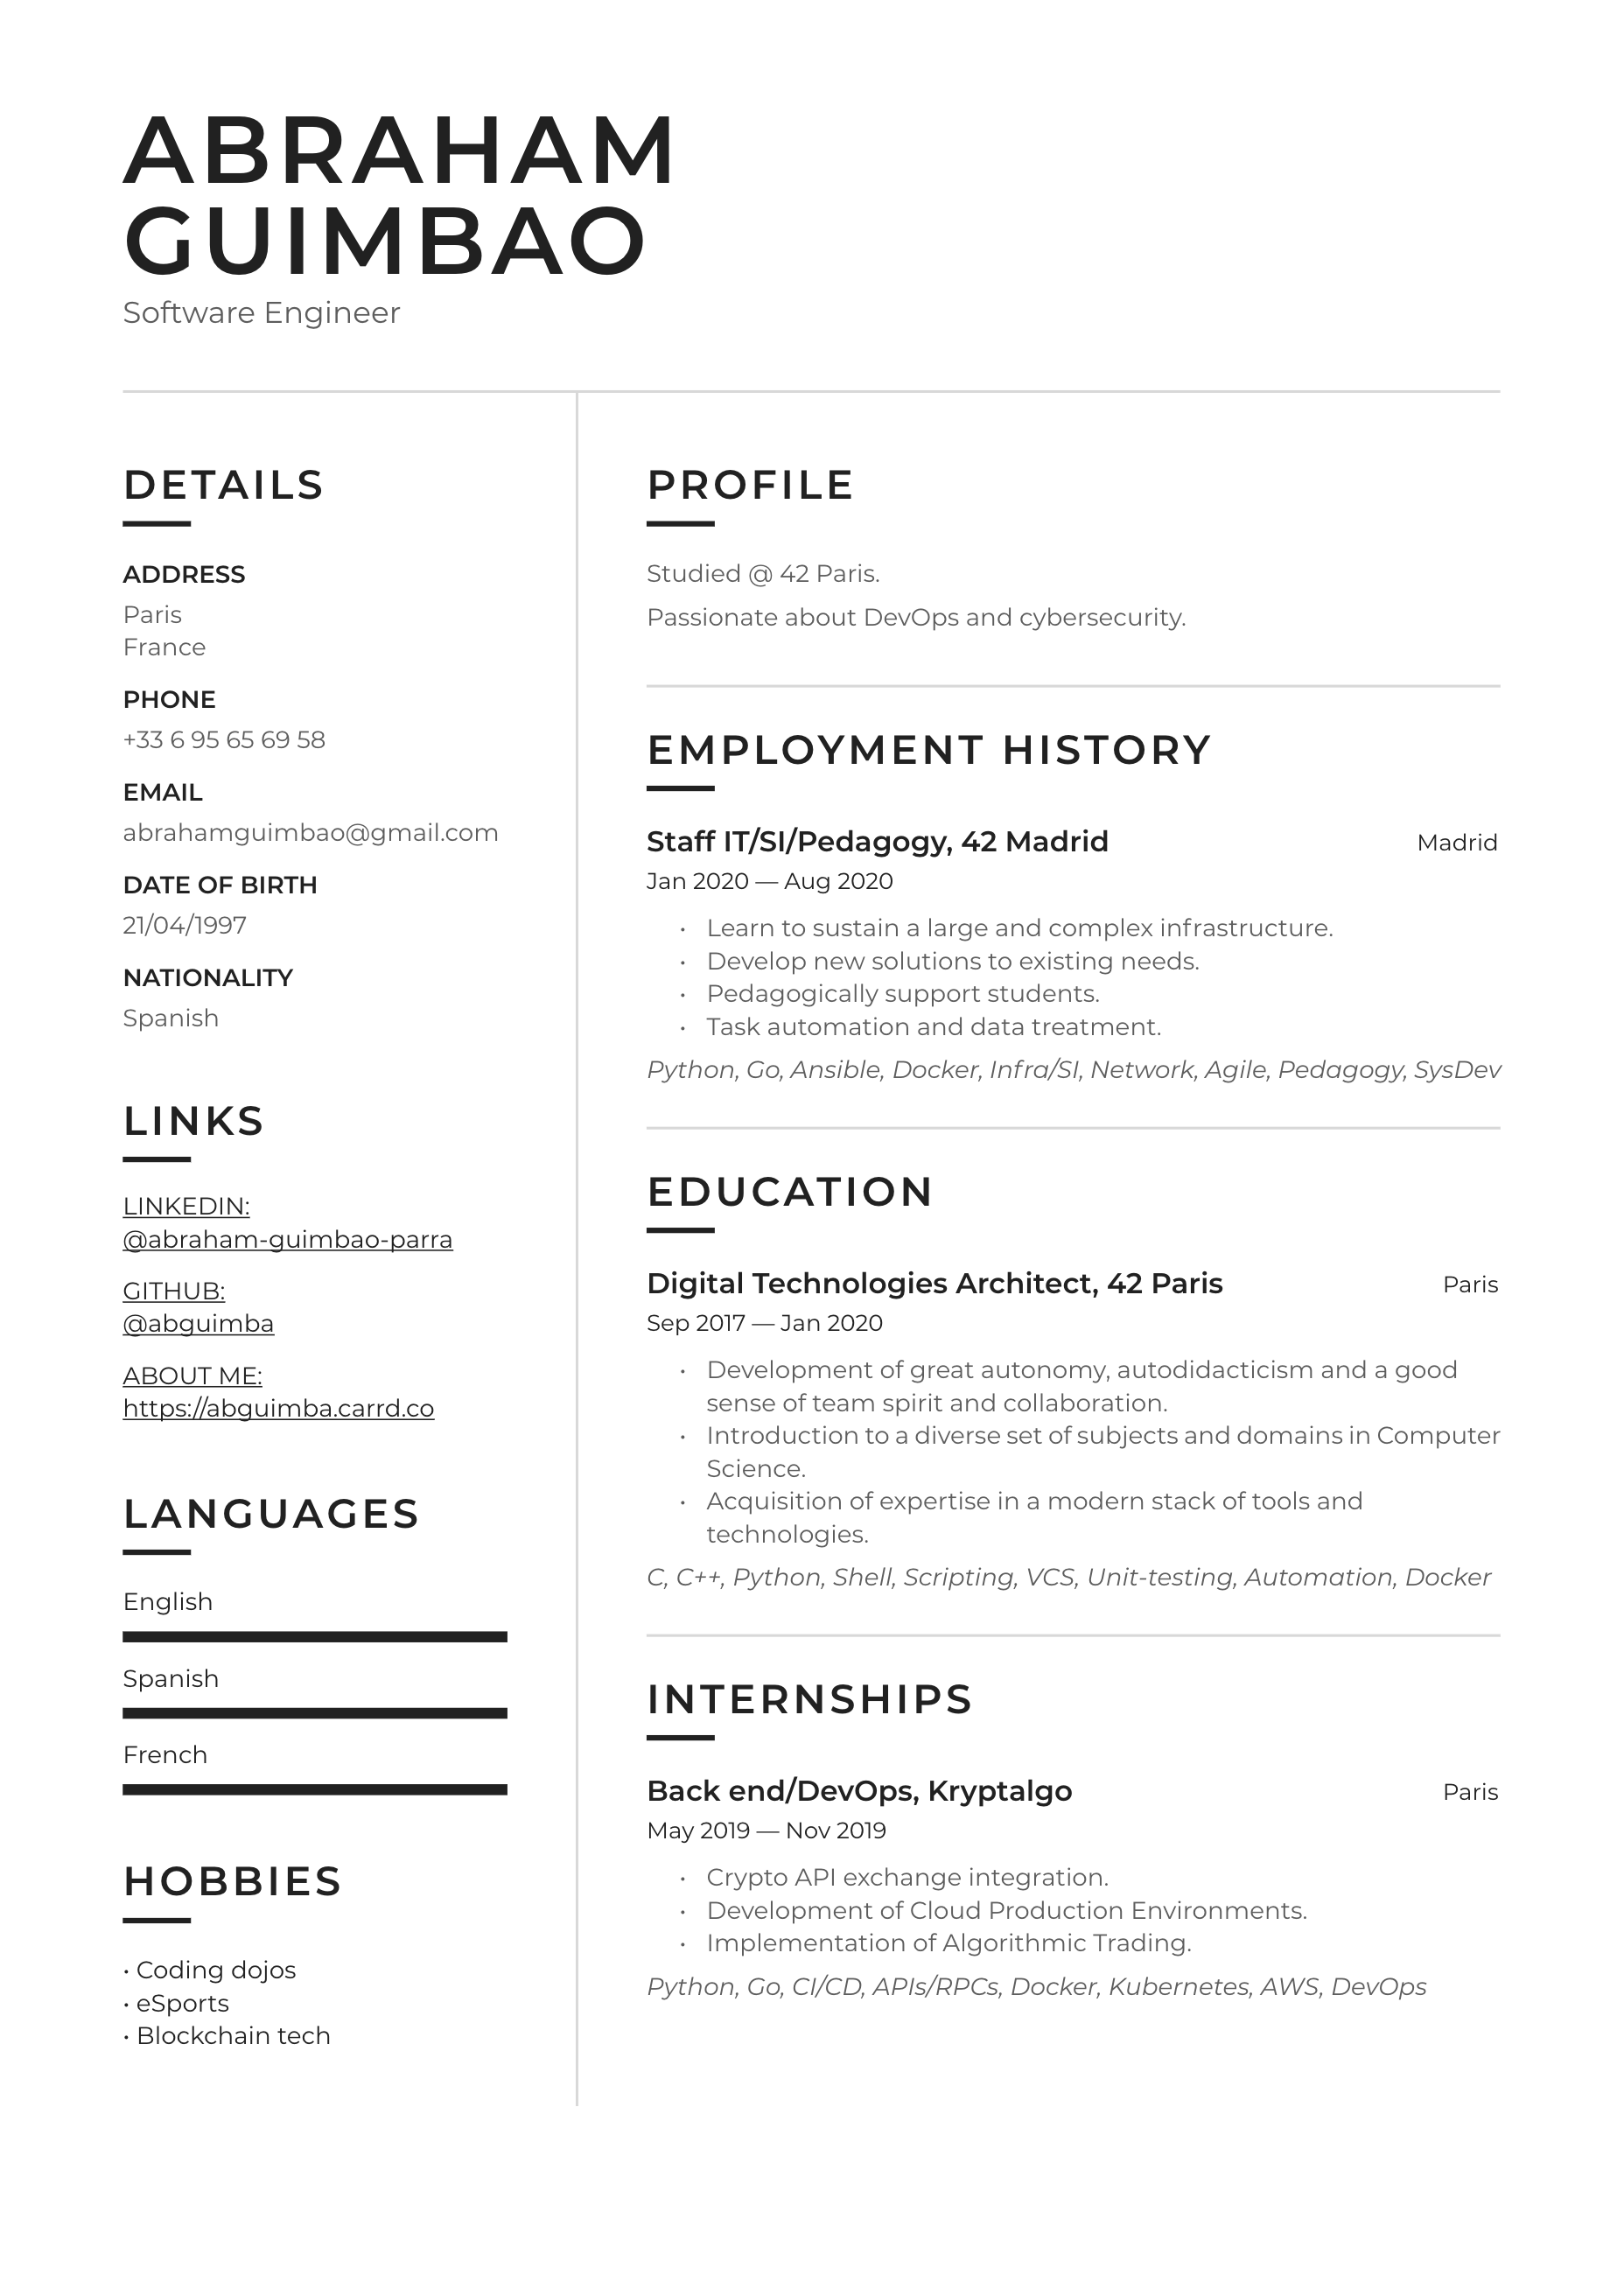 ABRAHAM
GUIMBAO
Software Engineer
DETAILS
ADDRESS
Paris
France
PHONE
+33 6 95 65 69 58
EMAIL
abrahamguimbao@gmail.com
DATE OF BIRTH
21/04/1997
NATIONALITY
Spanish
LINKS
LINKEDIN:
@abraham-guimbao-parra
GITHUB:
@abguimba
ABOUT ME:
https://abguimba.carrd.co
LANGUAGES
English
Spanish
French
HOBBIES
· Coding dojos
· eSports
· Blockchain tech
PROFILE
Studied @ 42 Paris.
Passionate about DevOps and cybersecurity.
EMPLOYMENT HISTORY
Staff IT/SI/Pedagogy, 42 Madrid Madrid
Jan 2020 — Aug 2020
· Learn to sustain a large and complex infrastructure.
· Develop new solutions to existing needs.
· Pedagogically support students.
· Task automation and data treatment.
Python, Go, Ansible, Docker, Infra/SI, Network, Agile, Pedagogy, SysDev
EDUCATION
Digital Technologies Architect, 42 Paris Paris
Sep 2017 — Jan 2020
· Development of great autonomy, autodidacticism and a good
sense of team spirit and collaboration.
· Introduction to a diverse set of subjects and domains in Computer
Science.
· Acquisition of expertise in a modern stack of tools and
technologies.
C, C++, Python, Shell, Scripting, VCS, Unit-testing, Automation, Docker
INTERNSHIPS
Back end/DevOps, Kryptalgo Paris
May 2019 — Nov 2019
· Crypto API exchange integration.
· Development of Cloud Production Environments.
· Implementation of Algorithmic Trading.
Python, Go, CI/CD, APIs/RPCs, Docker, Kubernetes, AWS, DevOps